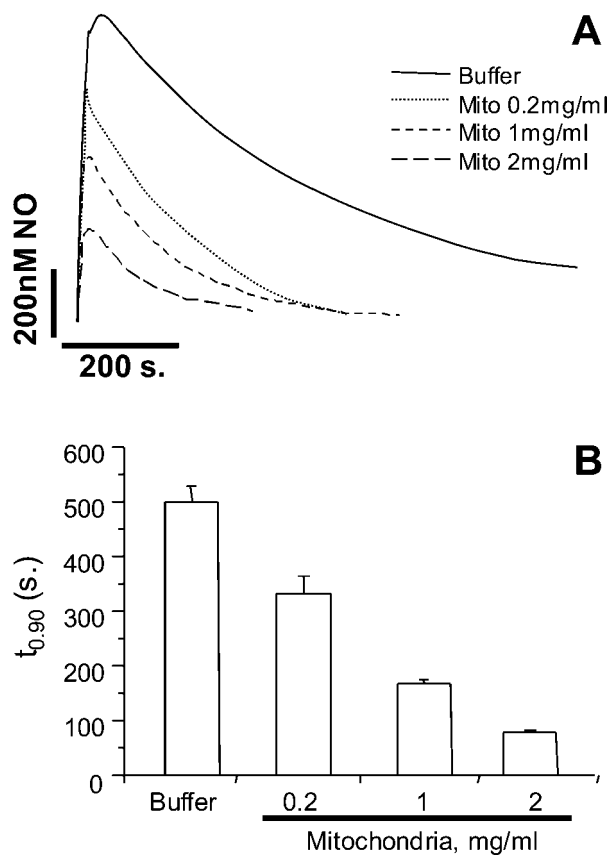 A
Buffer
Mito 0.2mg/ml
Mito 1mg/ml
Mito 2mg/ml
200nM NO
200 s.
B
600
500
400
300
200
100
0
t0.90 (s.)
Buffer 0.2 1 2
Mitochondria, mg/ml